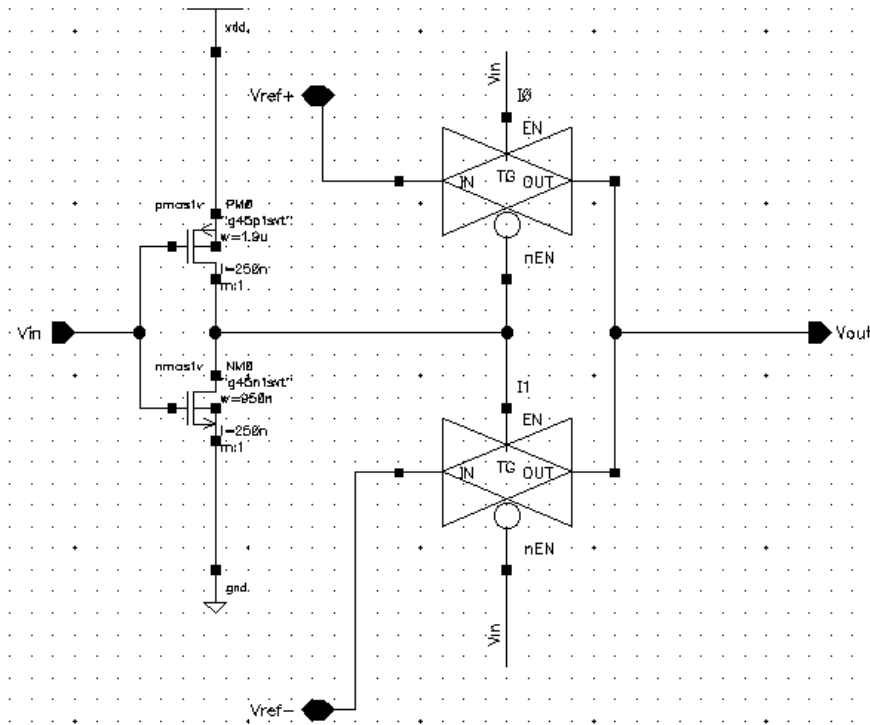 vdd
Vref+
Vin
I0
EN
IN TG OUT
nEN
pmos1v PM0
"g45p1svt"
w=1.9u
l=250n
m:1
Vin
Vout
nmos1v NM0
"g45n1svt"
w=950n
l=250n
m:1
I1
EN
IN TG OUT
nEN
gnd
Vin
Vref-